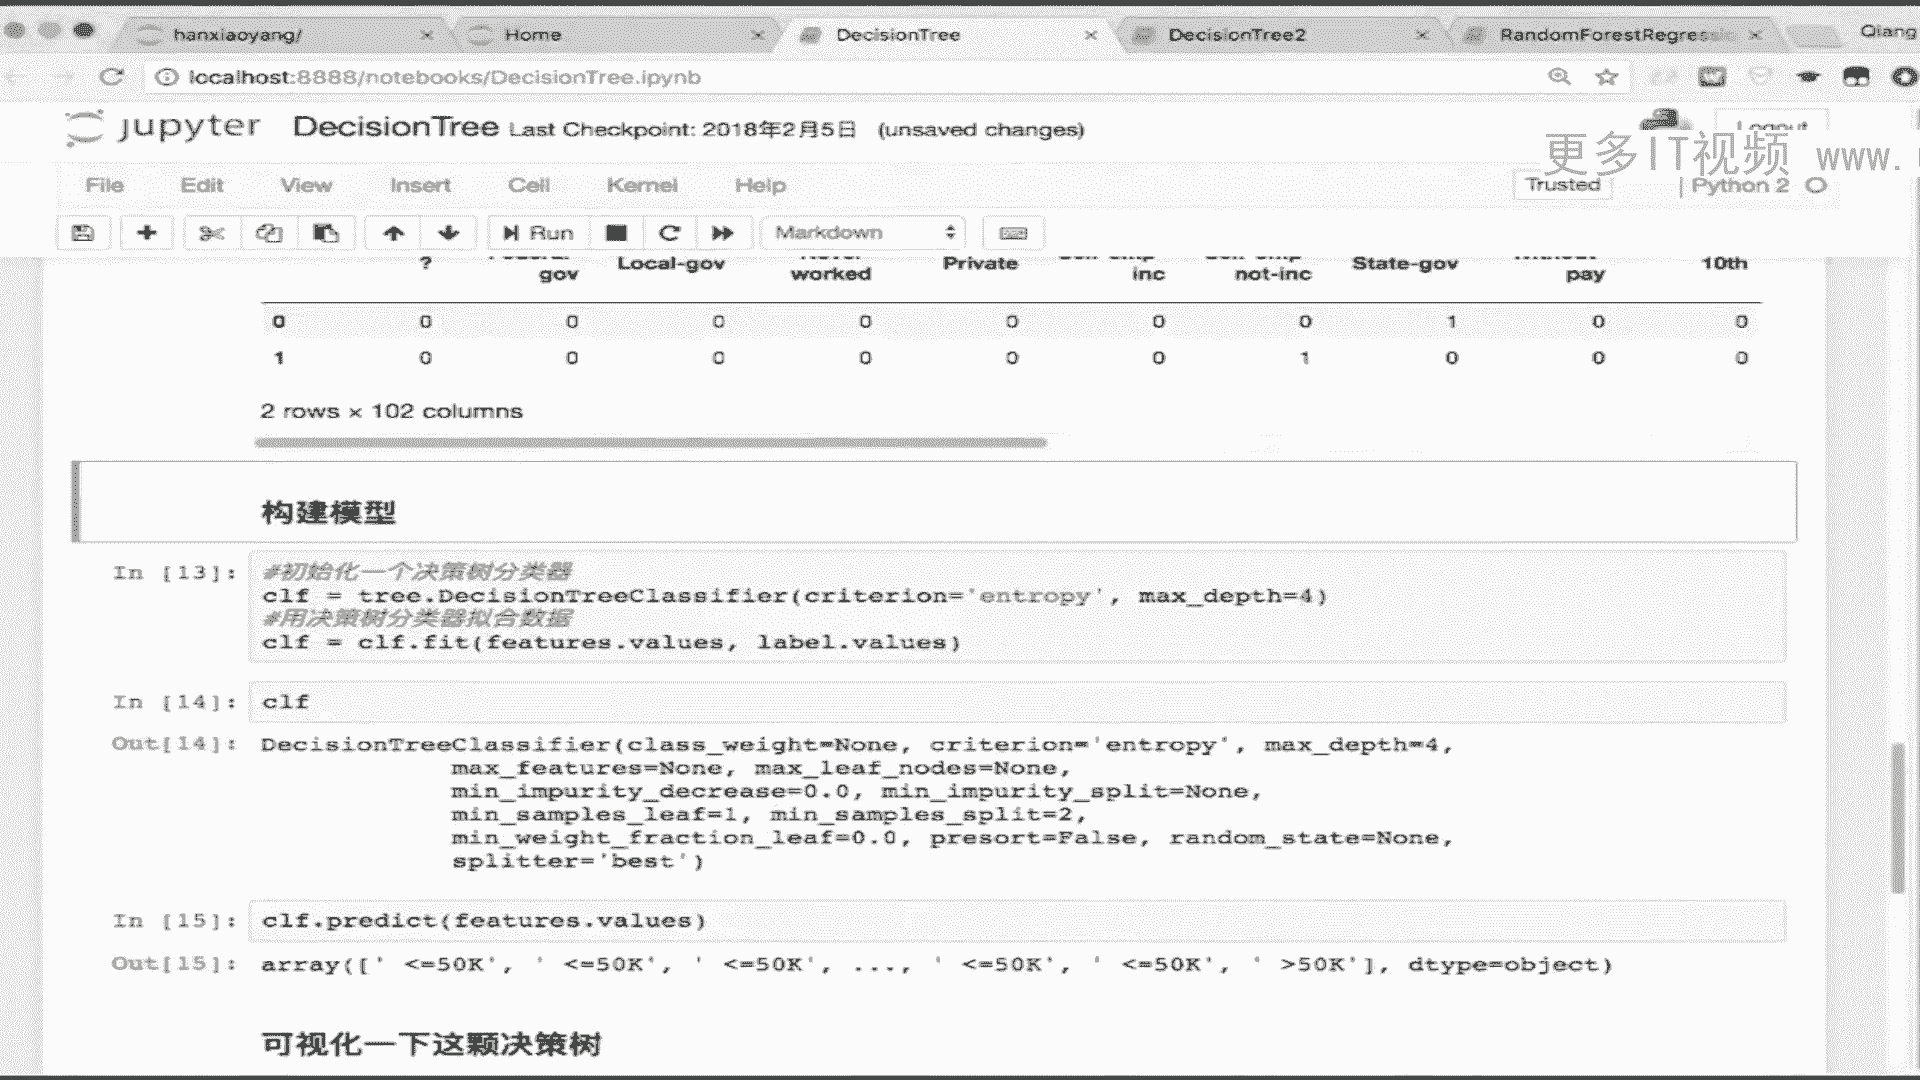 hanxiaoyang/
Home
DecisionTree
DecisionTree2
RandomForestRegressio
Qiang
localhost:8888/notebooks/DecisionTree.ipynb
jupyter DecisionTree Last Checkpoint: 2018年2月5日 (unsaved changes)
Logout
更多IT视频 www.
File Edit View Insert Cell Kernel Help
Trusted
Python 2
Run
Markdown
? gov Local-gov worked Private inc not-inc State-gov pay 10th
0 0 0 0 0 0 0 0 1 0 0
1 0 0 0 0 0 0 1 0 0 0
2 rows × 102 columns
构建模型
In [13]: #初始化一个决策树分类器
clf = tree.DecisionTreeClassifier(criterion='entropy', max_depth=4)
#用决策树分类器拟合数据
clf = clf.fit(features.values, label.values)
In [14]: clf
Out[14]: DecisionTreeClassifier(class_weight=None, criterion='entropy', max_depth=4,
max_features=None, max_leaf_nodes=None,
min_impurity_decrease=0.0, min_impurity_split=None,
min_samples_leaf=1, min_samples_split=2,
min_weight_fraction_leaf=0.0, presort=False, random_state=None,
splitter='best')
In [15]: clf.predict(features.values)
Out[15]: array([' <=50K', ' <=50K', ' <=50K', ..., ' <=50K', ' <=50K', ' >50K'], dtype=object)
可视化一下这颗决策树